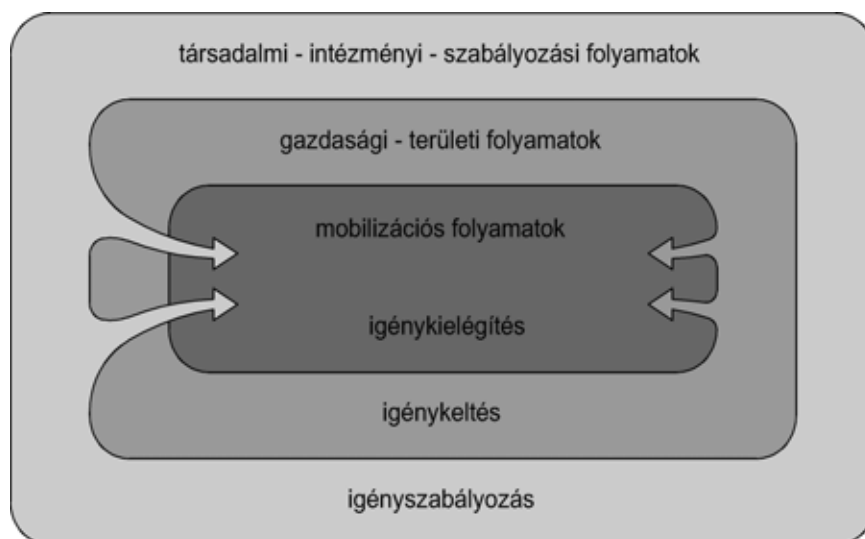 társadalmi - intézményi - szabályozási folyamatok
gazdasági - területi folyamatok
mobilizációs folyamatok
igénykielégítés
igénykeltés
igényszabályozás